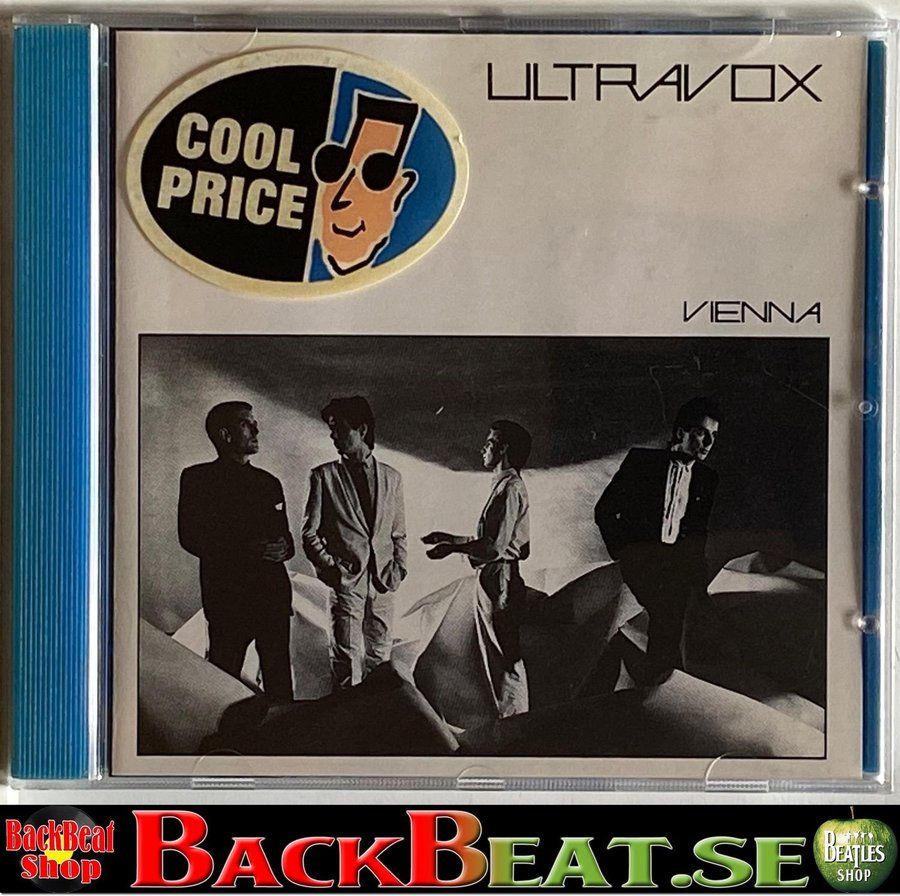 ULTRAVOX
COOL
PRICE
VIENNA
BackBeat
Shop
BACKBEAT.SE
BEATLES
SHOP